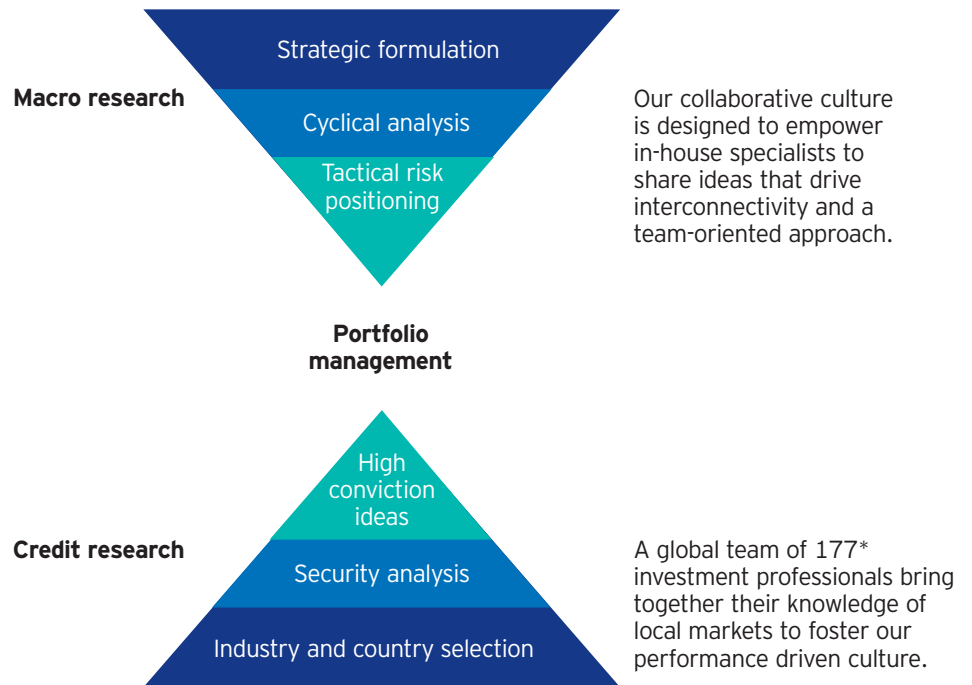 Strategic formulation
Macro research
Cyclical analysis
Tactical risk
positioning
Our collaborative culture
is designed to empower
in-house specialists to
share ideas that drive
interconnectivity and a
team-oriented approach.
Portfolio
management
High
conviction
ideas
Credit research
Security analysis
Industry and country selection
A global team of 177*
investment professionals bring
together their knowledge of
local markets to foster our
performance driven culture.